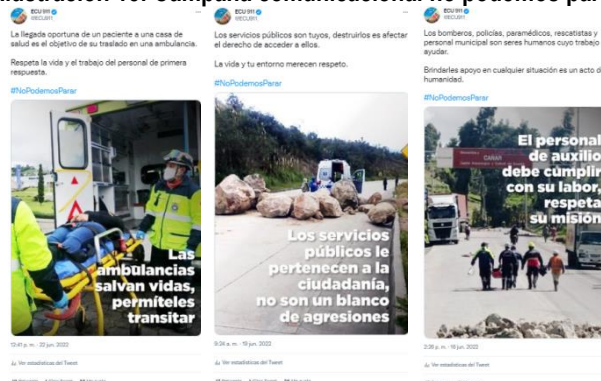 ECU 911
@ECU911
La llegada oportuna de un paciente a una casa de
salud es el objetivo de su traslado en una ambulancia.
Respeta la vida y el trabajo del personal de primera
respuesta.
#NoPodemosParar
Las
ambulancias
salvan vidas,
permíteles
transitar
12:41 p. m. · 22 jun. 2022
Ver estadísticas del Tweet
ECU 911
@ECU911
Los servicios públicos son tuyos, destruirlos es afectar
el derecho de acceder a ellos.
La vida y tu entorno merecen respeto.
#NoPodemosParar
Los servicios
públicos le
pertenecen a la
ciudadanía,
no son un blanco
de agresiones
9:24 a. m. · 19 jun. 2022
Ver estadísticas del Tweet
ECU 911
@ECU911
Los bomberos, policías, paramédicos, rescatistas y
personal municipal son seres humanos cuyo trabajo
ayudar.
Brindarles apoyo en cualquier situación es un acto d
humanidad.
#NoPodemosParar
CAÑAR
El personal
de auxilio
debe cumplir
con su labor,
respeta
su misión
Ver estadísticas del Tweet